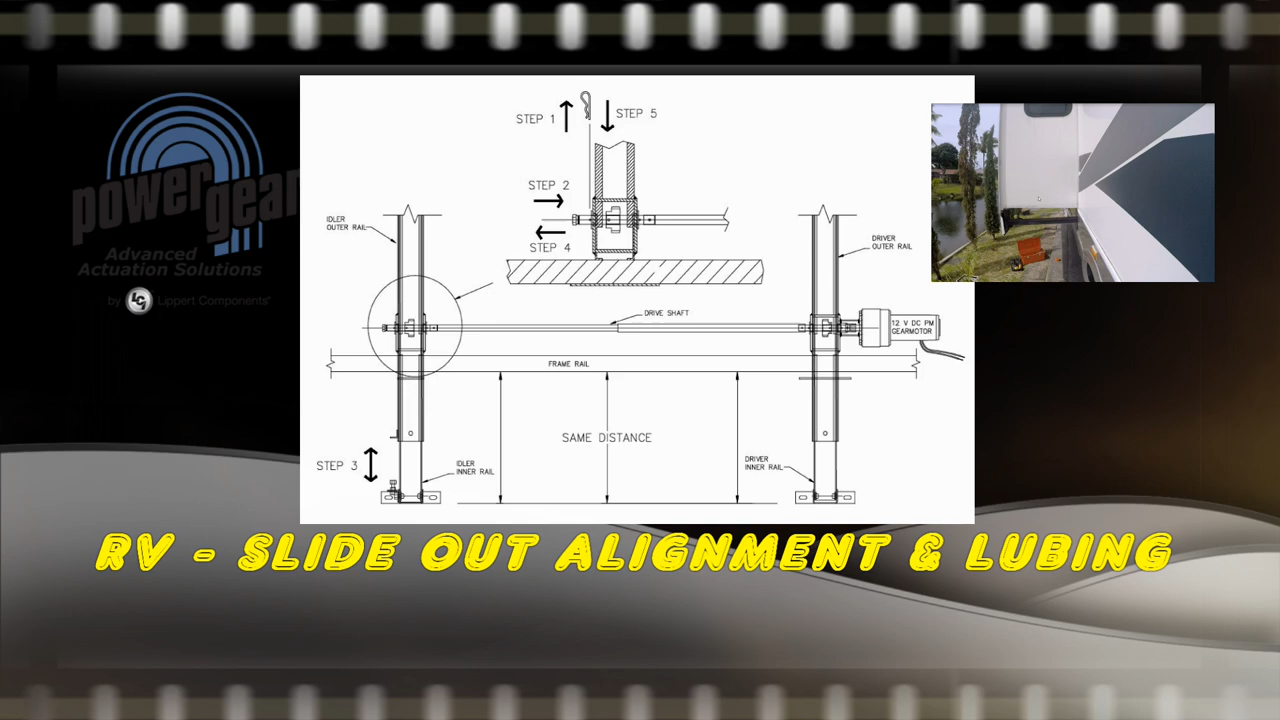 powergear
Advanced
Actuation Solutions
by LCI Lippert Components
STEP 1
STEP 5
STEP 2
STEP 4
IDLER
OUTER RAIL
DRIVER
OUTER RAIL
DRIVE SHAFT
12 V DC PM
GEARMOTOR
FRAME RAIL
SAME DISTANCE
STEP 3
IDLER
INNER RAIL
DRIVER
INNER RAIL
RV - SLIDE OUT ALIGNMENT & LUBING